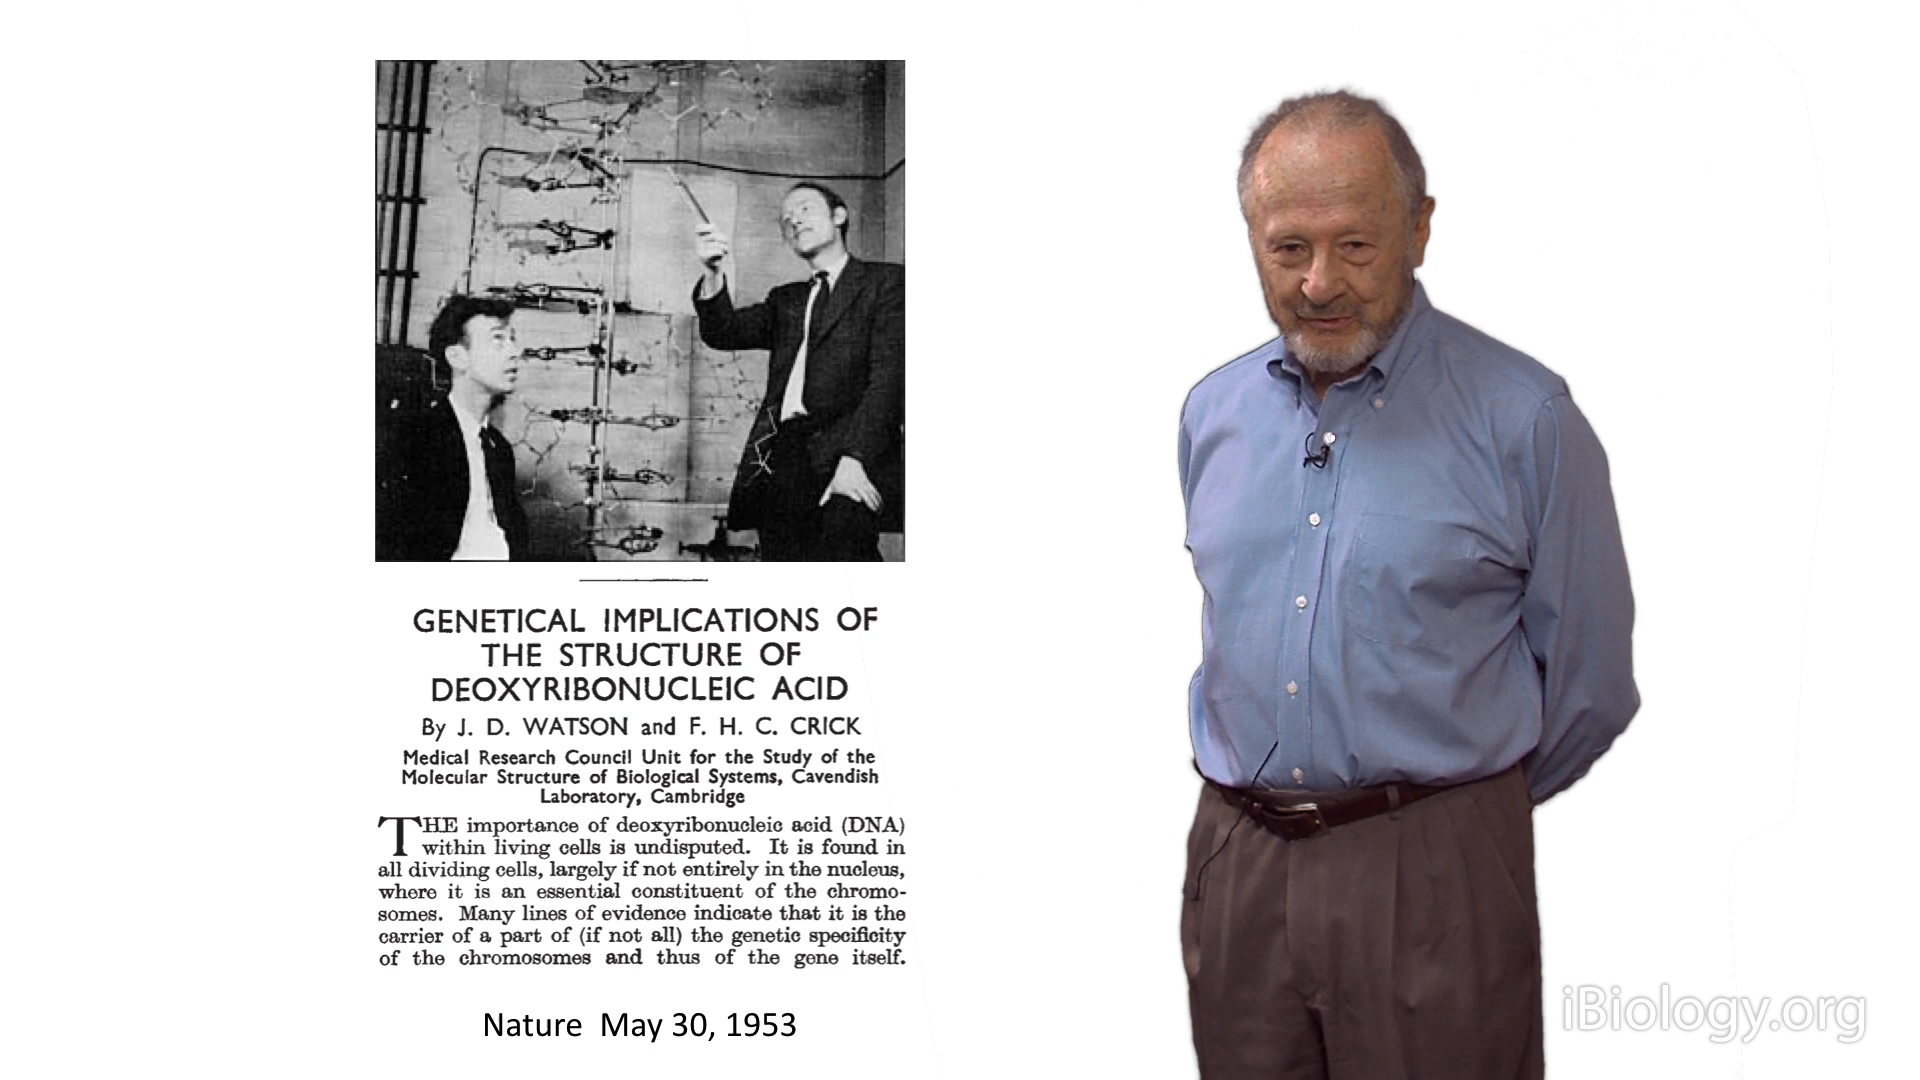 GENETICAL IMPLICATIONS OF
THE STRUCTURE OF
DEOXYRIBONUCLEIC ACID
By J. D. WATSON and F. H. C. CRICK
Medical Research Council Unit for the Study of the
Molecular Structure of Biological Systems, Cavendish
Laboratory, Cambridge
THE importance of deoxyribonucleic acid (DNA)
within living cells is undisputed. It is found in
all dividing cells, largely if not entirely in the nucleus,
where it is an essential constituent of the chromo-
somes. Many lines of evidence indicate that it is the
carrier of a part of (if not all) the genetic specificity
of the chromosomes and thus of the gene itself.
Nature May 30, 1953
iBiology.org